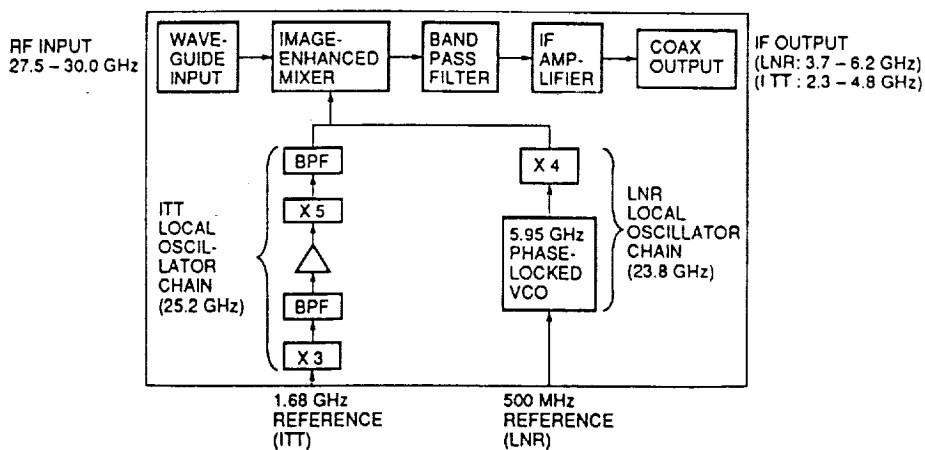 RF INPUT
27.5 – 30.0 GHz
WAVE-
GUIDE
INPUT
IMAGE-
ENHANCED
MIXER
BAND
PASS
FILTER
IF
AMP-
LIFIER
COAX
OUTPUT
IF OUTPUT
(LNR: 3.7 – 6.2 GHz)
(ITT: 2.3 – 4.8 GHz)
ITT
LOCAL
OSCIL-
LATOR
CHAIN
(25.2 GHz)
BPF
X 5
BPF
X 3
X 4
5.95 GHz
PHASE-
LOCKED
VCO
LNR
LOCAL
OSCILLATOR
CHAIN
(23.8 GHz)
1.68 GHz
REFERENCE
(ITT)
500 MHz
REFERENCE
(LNR)